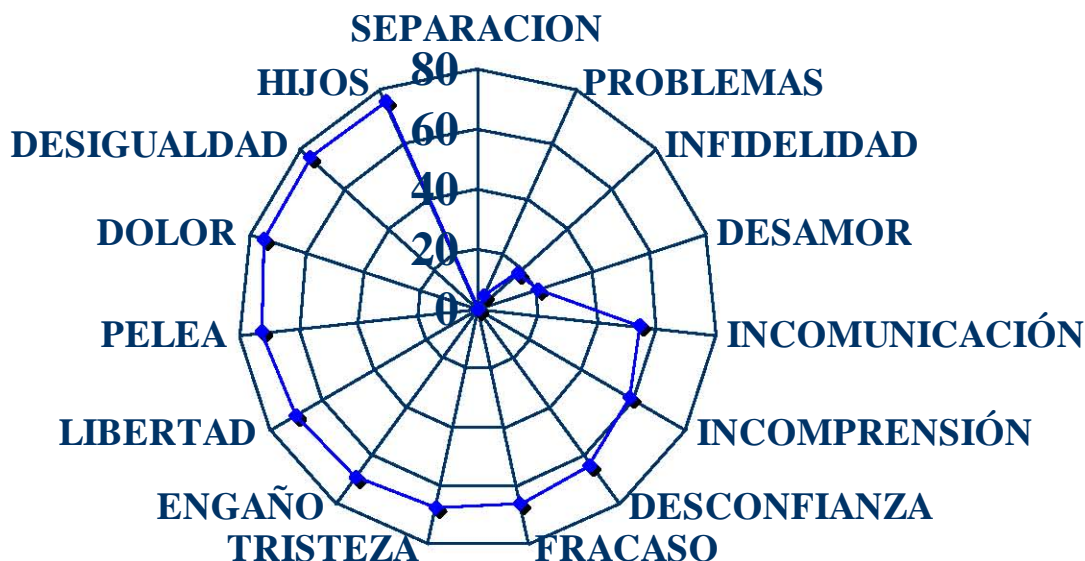 SEPARACION
PROBLEMAS
INFIDELIDAD
DESAMOR
INCOMUNICACIÓN
INCOMPRENSIÓN
DESCONFIANZA
FRACASO
TRISTEZA
ENGAÑO
LIBERTAD
PELEA
DOLOR
DESIGUALDAD
HIJOS
80
60
40
20
0